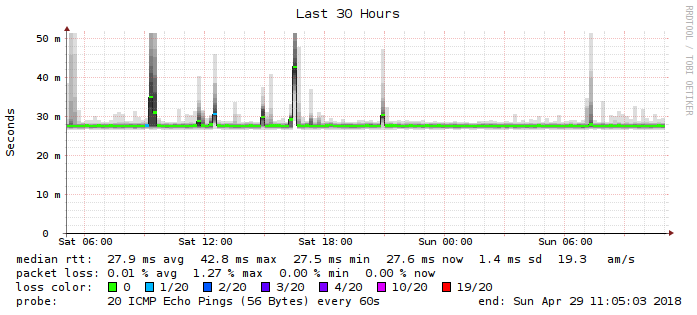 Last 30 Hours
RRDTOOL / TOBI OETIKER
Seconds
50 m
40 m
30 m
20 m
10 m
0
Sat 06:00 Sat 12:00 Sat 18:00 Sun 00:00 Sun 06:00
median rtt: 27.9 ms avg 42.8 ms max 27.5 ms min 27.6 ms now 1.4 ms sd 19.3 am/s
packet loss: 0.01 % avg 1.27 % max 0.00 % min 0.00 % now
loss color: 0 1/20 2/20 3/20 4/20 10/20 19/20
probe: 20 ICMP Echo Pings (56 Bytes) every 60s end: Sun Apr 29 11:05:03 2018